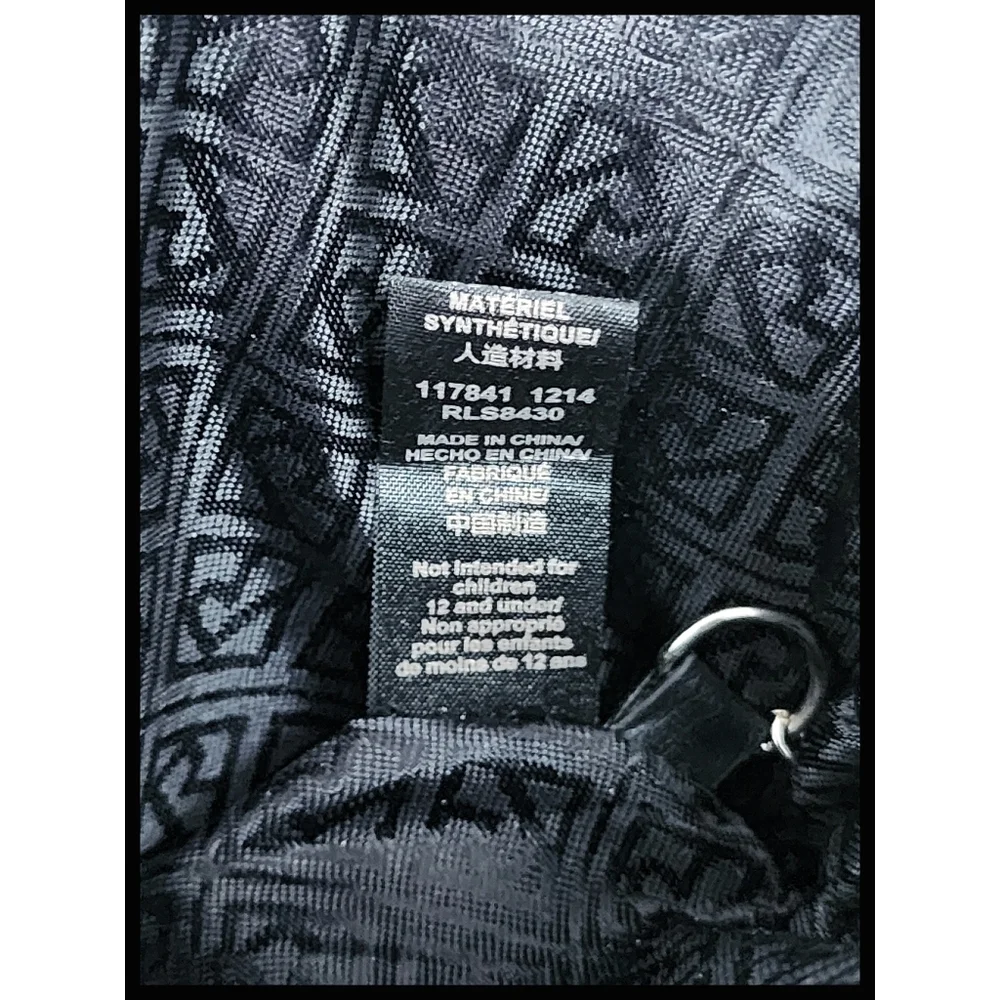 MATÉRIEL
SYNTHÉTIQUE/
人造材料
117841 1214
RLS8430
MADE IN CHINA/
HECHO EN CHINA/
FABRIQUÉ
EN CHINE/
中国制造
Not intended for
children
12 and under/
Non approprié
pour les enfants
de moins de 12 ans